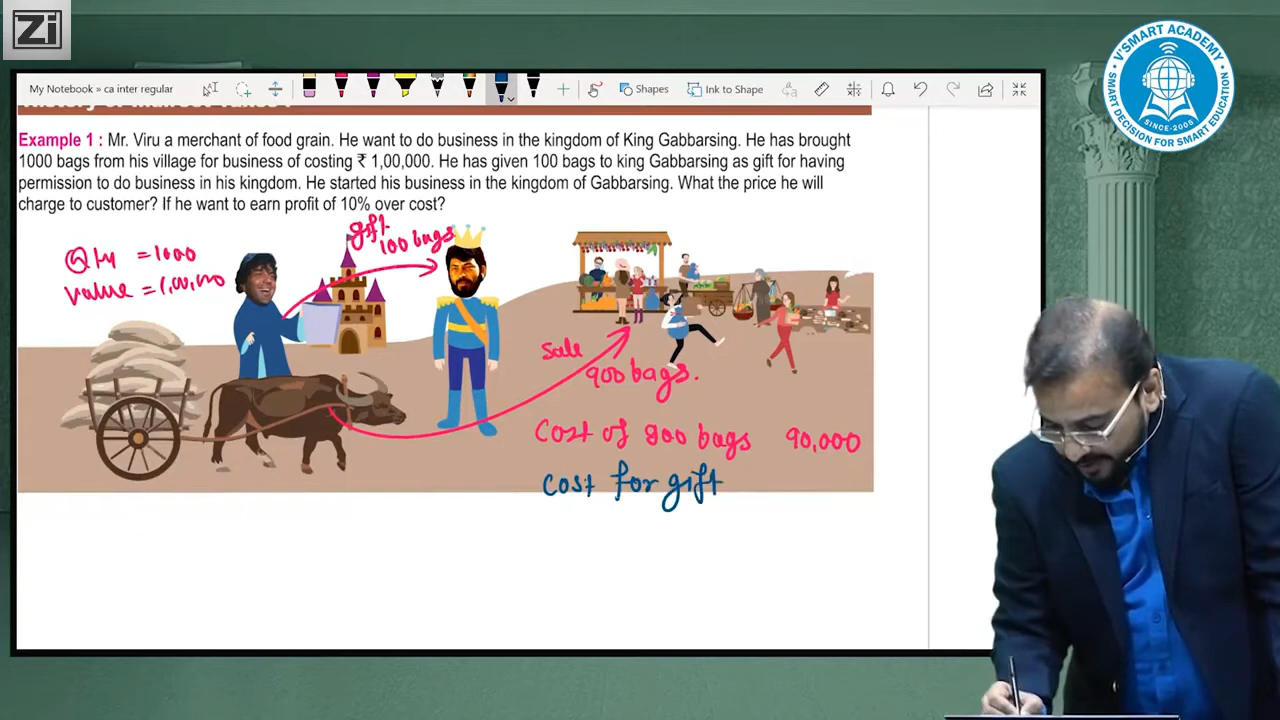 Zi
My Notebook » ca inter regular
Shapes
Ink to Shape
Example 1 : Mr. Viru a merchant of food grain. He want to do business in the kingdom of King Gabbarsing. He has brought
1000 bags from his village for business of costing ₹ 1,00,000. He has given 100 bags to king Gabbarsing as gift for having
permission to do business in his kingdom. He started his business in the kingdom of Gabbarsing. What the price he will
charge to customer? If he want to earn profit of 10% over cost?
gift
100 bags
Qty = 1000
Value = 1,00,000
Sale
900 bags.
Cost of 900 bags 90,000
Cost for gift
V'SMART ACADEMY
SMART DECISION FOR SMART EDUCATION
SINCE-2005